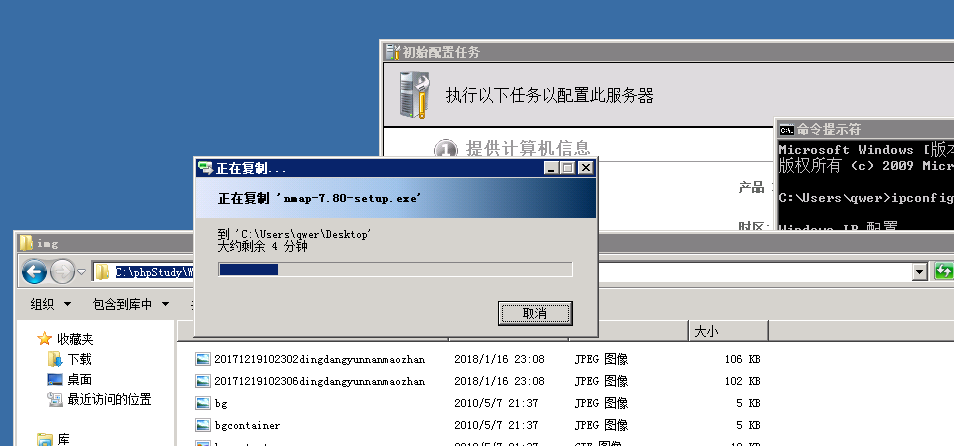 初始配置任务
执行以下任务以配置此服务器
1 提供计算机信息
命令提示符
Microsoft Windows [版本
版权所有 (c) 2009 Micr
产品
C:\Users\qwer>ipconfig
时区:
Windows IP 配置
正在复制...
正在复制 'nmap-7.80-setup.exe'
到 'C:\Users\qwer\Desktop'
大约剩余 4 分钟
取消
img
C:\phpStudy\W
组织
包含到库中
大小
收藏夹
下载
桌面
最近访问的位置
库
20171219102302dingdangyunnanmaozhan 2018/1/16 23:08 JPEG 图像 106 KB
20171219102306dingdangyunnanmaozhan 2018/1/16 23:08 JPEG 图像 102 KB
bg 2010/5/7 21:37 JPEG 图像 5 KB
bgcontainer 2010/5/7 21:37 JPEG 图像 5 KB